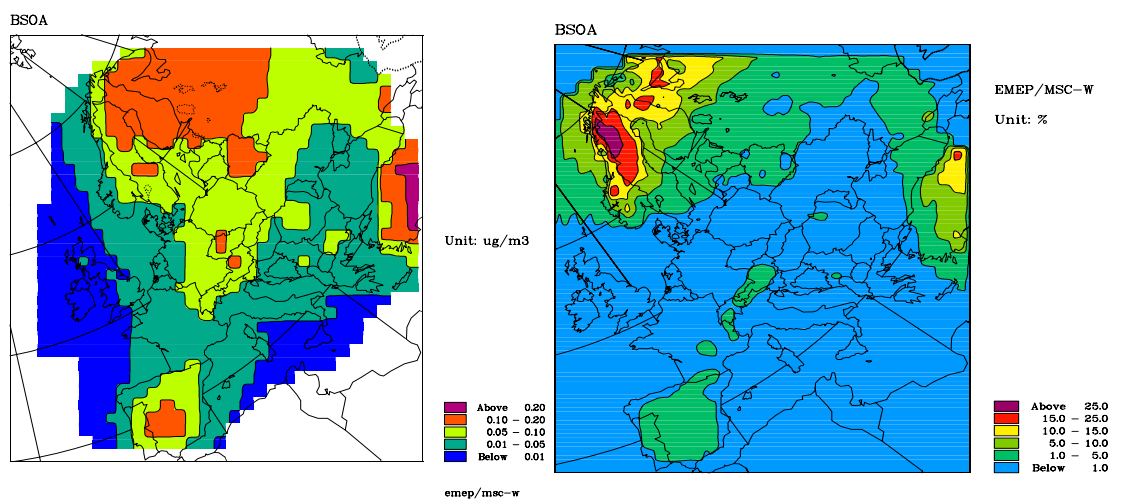 BSOA
Unit: ug/m3
Above 0.20
0.10 - 0.20
0.05 - 0.10
0.01 - 0.05
Below 0.01
emep/msc-w
BSOA
EMEP/MSC-W
Unit: %
Above 25.0
15.0 - 25.0
10.0 - 15.0
5.0 - 10.0
1.0 - 5.0
Below 1.0